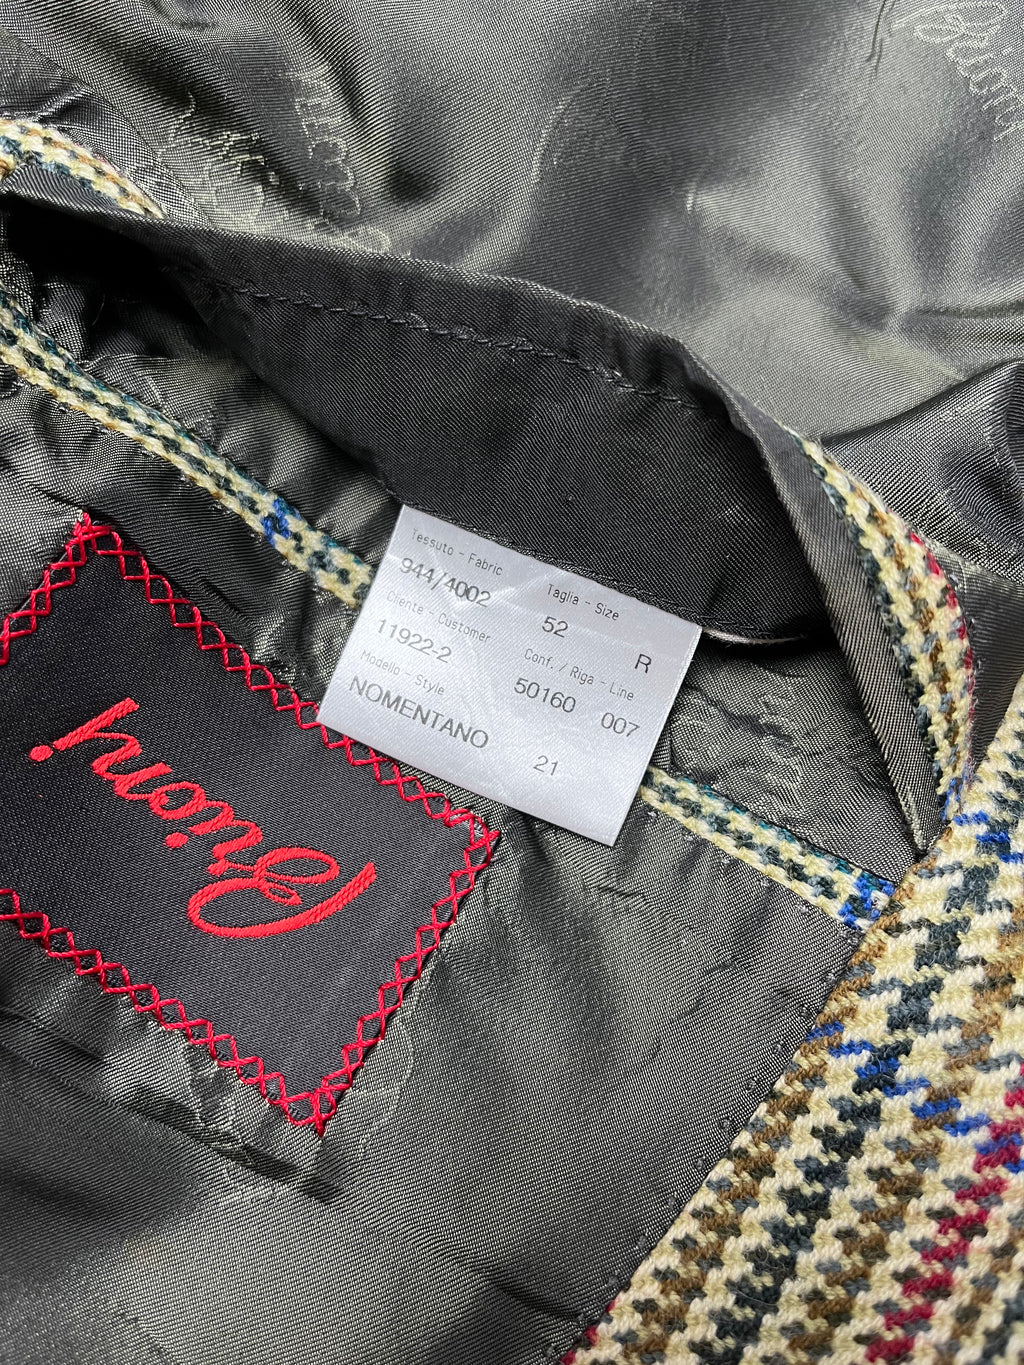 Brioni
Tessuto - Fabric
944/4002
Taglia - Size
52 R
Cliente - Customer
11922-2
Conf. / Riga - Line
50160 007
Modello - Style
NOMENTANO 21
Brioni!